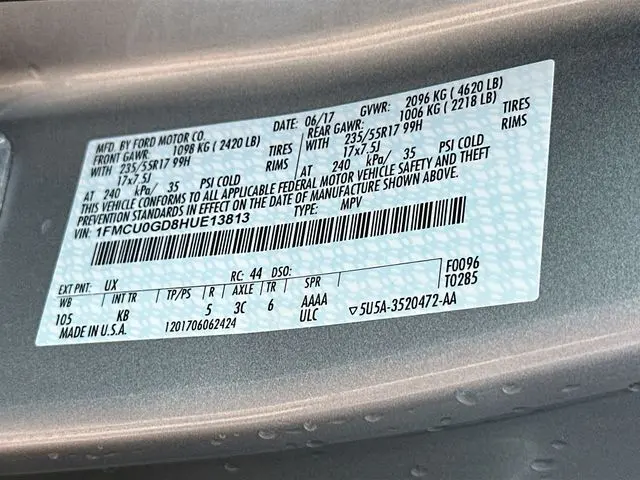 MFD. BY FORD MOTOR CO.
DATE: 06/17 GVWR: 2096 KG ( 4620 LB)
FRONT GAWR: 1098 KG ( 2420 LB)
REAR GAWR: 1006 KG ( 2218 LB)
WITH 235/55R17 99H TIRES
WITH 235/55R17 99H TIRES
17x7.5J RIMS
17x7.5J RIMS
AT 240 kPa/ 35 PSI COLD
AT 240 kPa/ 35 PSI COLD
THIS VEHICLE CONFORMS TO ALL APPLICABLE FEDERAL MOTOR VEHICLE SAFETY AND THEFT
PREVENTION STANDARDS IN EFFECT ON THE DATE OF MANUFACTURE SHOWN ABOVE.
VIN: 1FMCU0GD8HUE13813
TYPE: MPV
EXT PNT: UX RC: 44 DSO:
F0096
T0285
WB INT TR TP/PS R AXLE TR SPR
105 KB 5 3C 6 AAAA
ULC
▽5U5A-3520472-AA
MADE IN U.S.A. 1201706062424